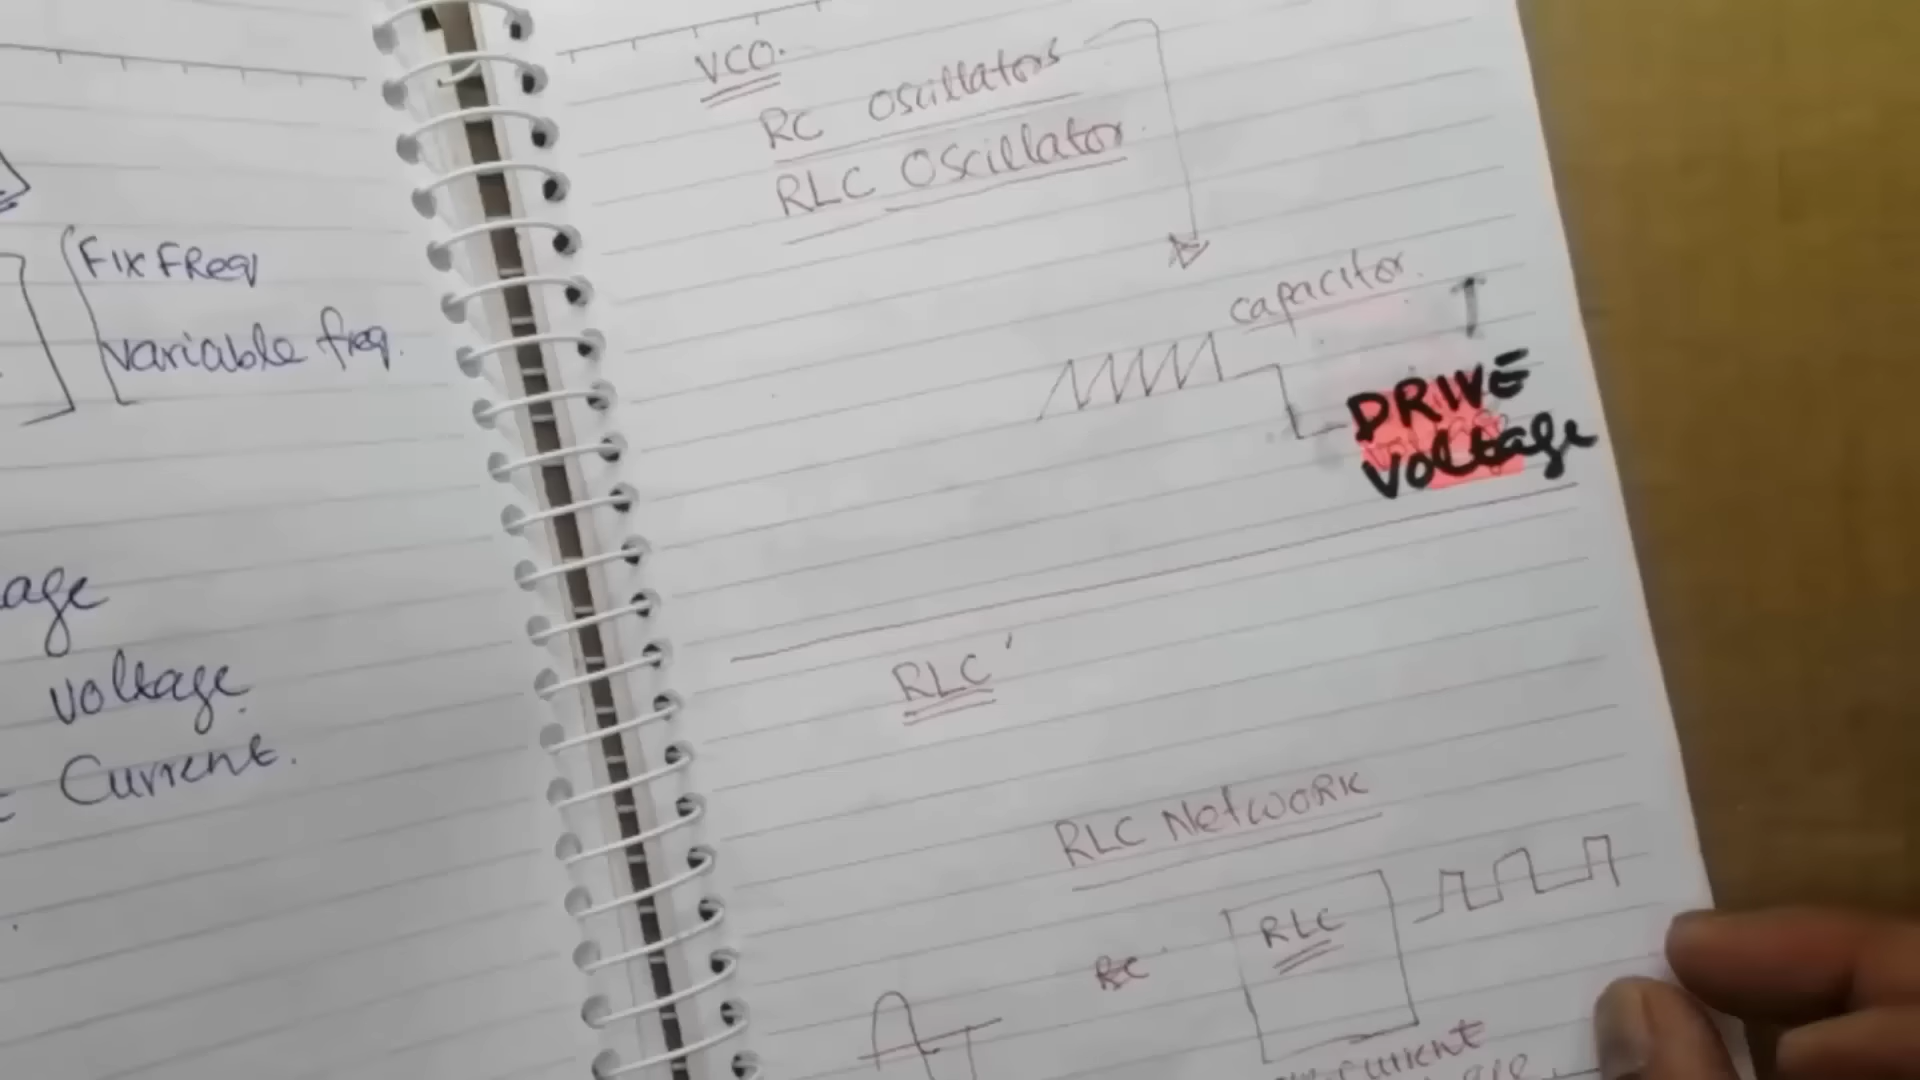 Fix Freq
variable freq.
age
voltage
Current.
VCO.
RC oscillators
RLC Oscillator
capacitor.
DRIVE
voltage
RLC
RLC NetwoRK
RLC
RC
current